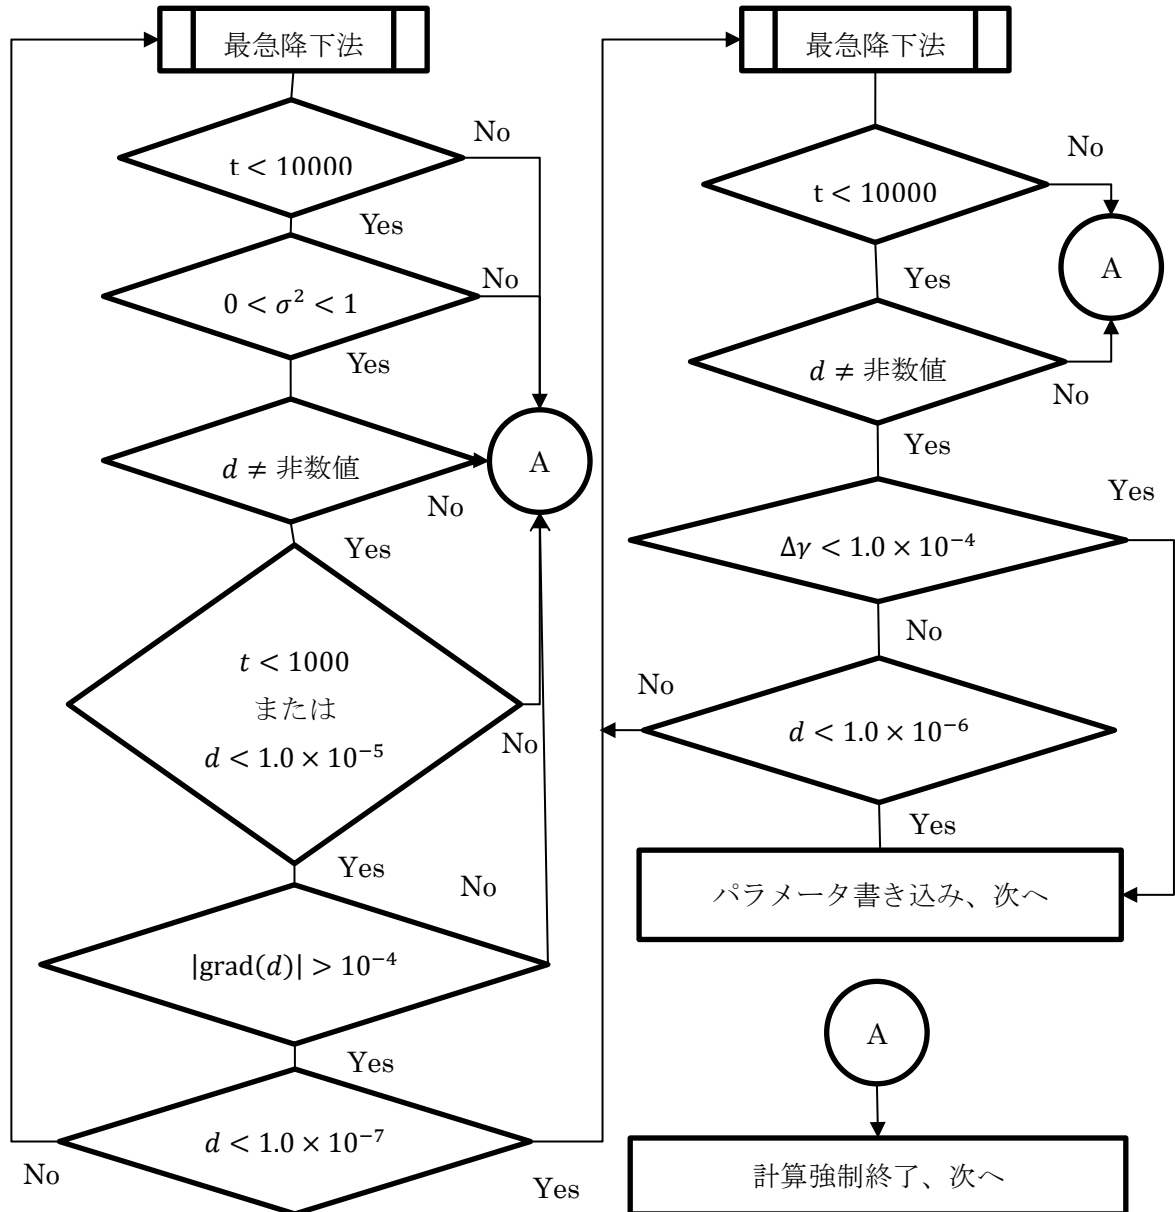 最急降下法
No
t < 10000
Yes
No
0 < σ² < 1
Yes
d ≠ 非数値
A
No
Yes
t < 1000
または
d < 1.0 × 10⁻⁵
No
Yes
No
|grad(d)| > 10⁻⁴
Yes
d < 1.0 × 10⁻⁷
No
Yes
最急降下法
No
t < 10000
A
Yes
d ≠ 非数値
No
Yes
Yes
Δγ < 1.0 × 10⁻⁴
No
No
d < 1.0 × 10⁻⁶
Yes
パラメータ書き込み、次へ
A
計算強制終了、次へ